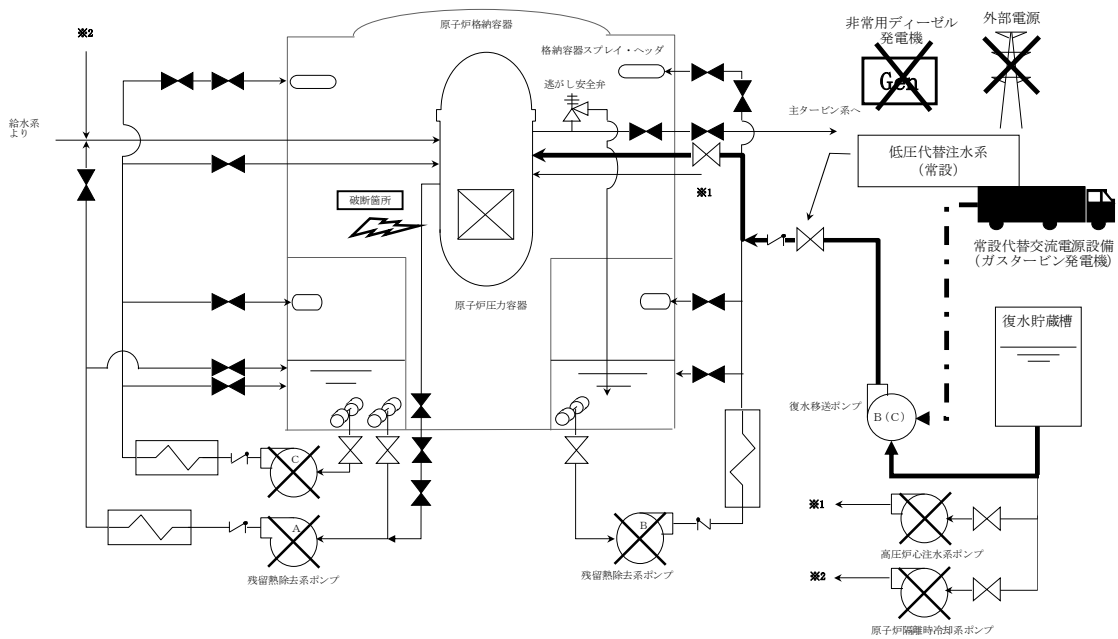 原子炉格納容器
※2
格納容器スプレイ・ヘッダ
逃がし安全弁
非常用ディーゼル
発電機
Gen
外部電源
給水系
より
主タービン系へ
低圧代替注水系
(常設)
※1
破断箇所
原子炉圧力容器
常設代替交流電源設備
(ガスタービン発電機)
復水貯蔵槽
復水移送ポンプ
B(C)
C
A
残留熱除去系ポンプ
B
残留熱除去系ポンプ
※1
高圧炉心注水系ポンプ
※2
原子炉隔離時冷却系ポンプ